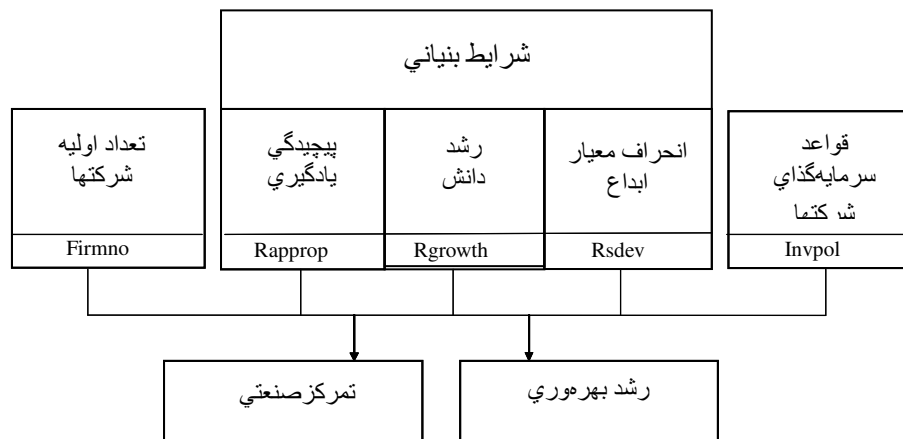 شرايط بنياني
تعداد اوليه
شركتها
Firmno
پيچيدگي
يادگيري
Rapprop
رشد
دانش
Rgrowth
انحراف معيار
ابداع
Rsdev
قواعد
سرمايه‌گذاي
شركتها
Invpol
تمركزصنعتي
رشد بهره‌وري